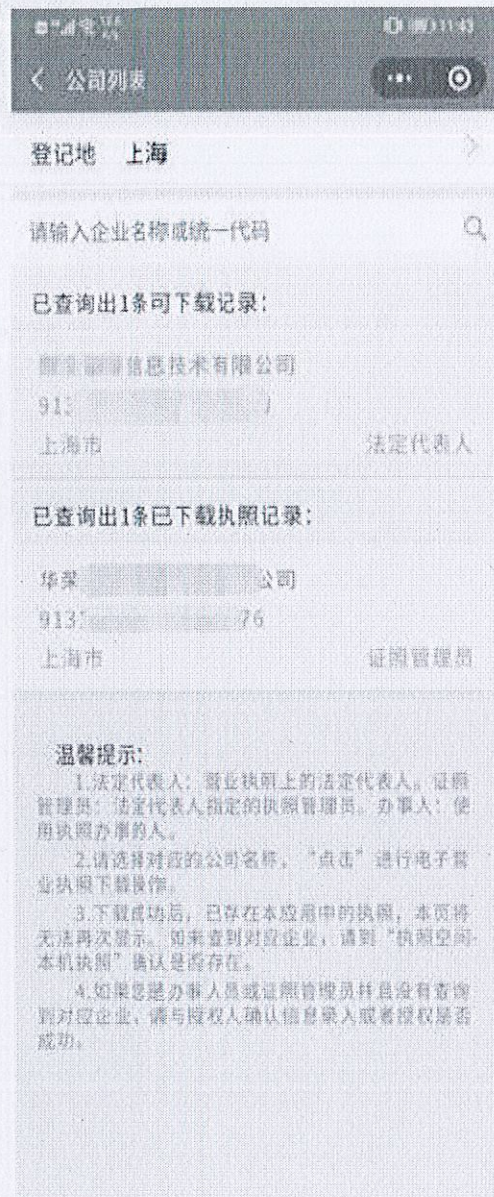 11:43
公司列表
登记地 上海
请输入企业名称或统一代码
已查询出1条可下载记录：
信息技术有限公司
913
上海市 法定代表人
已查询出1条已下载执照记录：
华荣 公司
913 76
上海市 证照管理员
温馨提示：
1.法定代表人：营业执照上的法定代表人。证照
管理员：法定代表人指定的执照管理员。办事人：使
用执照办事的人。
2.请选择对应的公司名称，“点击”进行电子营
业执照下载操作。
3.下载成功后，已存在本应用中的执照，本页将
无法再次显示。如未查到对应企业，请到“执照空间-
本机执照”确认是否存在。
4.如果您是办事人员或证照管理员并且没有查询
到对应企业，请与授权人确认信息录入或者授权是否
成功。